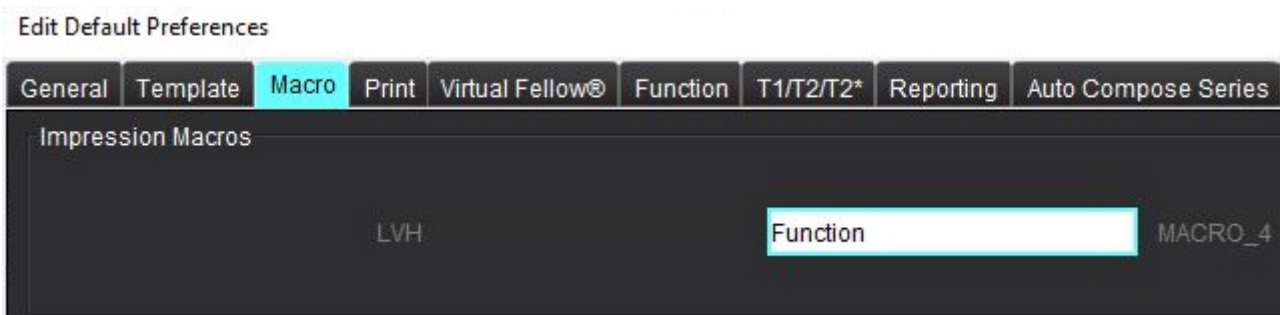 Edit Default Preferences
General Template Macro Print Virtual Fellow® Function T1/T2/T2* Reporting Auto Compose Series
Impression Macros
LVH Function MACRO_4